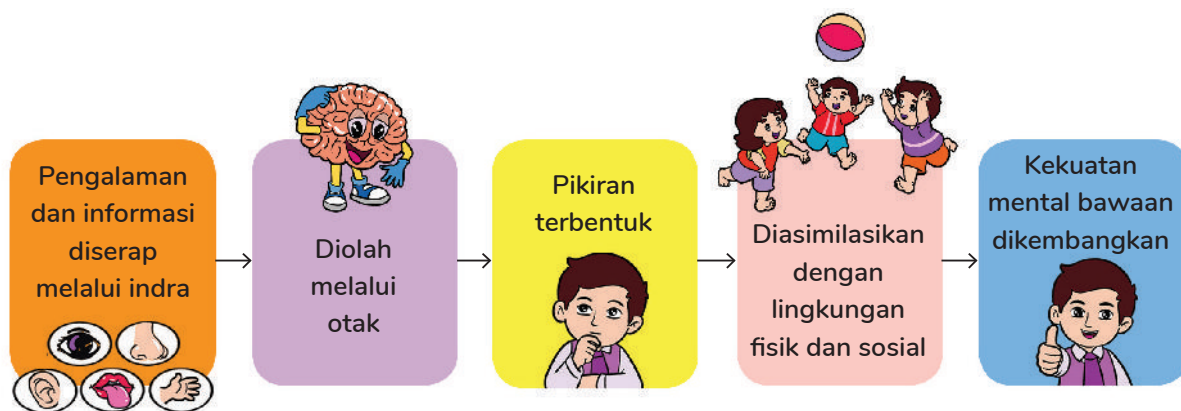 Pengalaman
dan informasi
diserap
melalui indra
Diolah
melalui
otak
Pikiran
terbentuk
Diasimilasikan
dengan
lingkungan
fisik dan sosial
Kekuatan
mental bawaan
dikembangkan